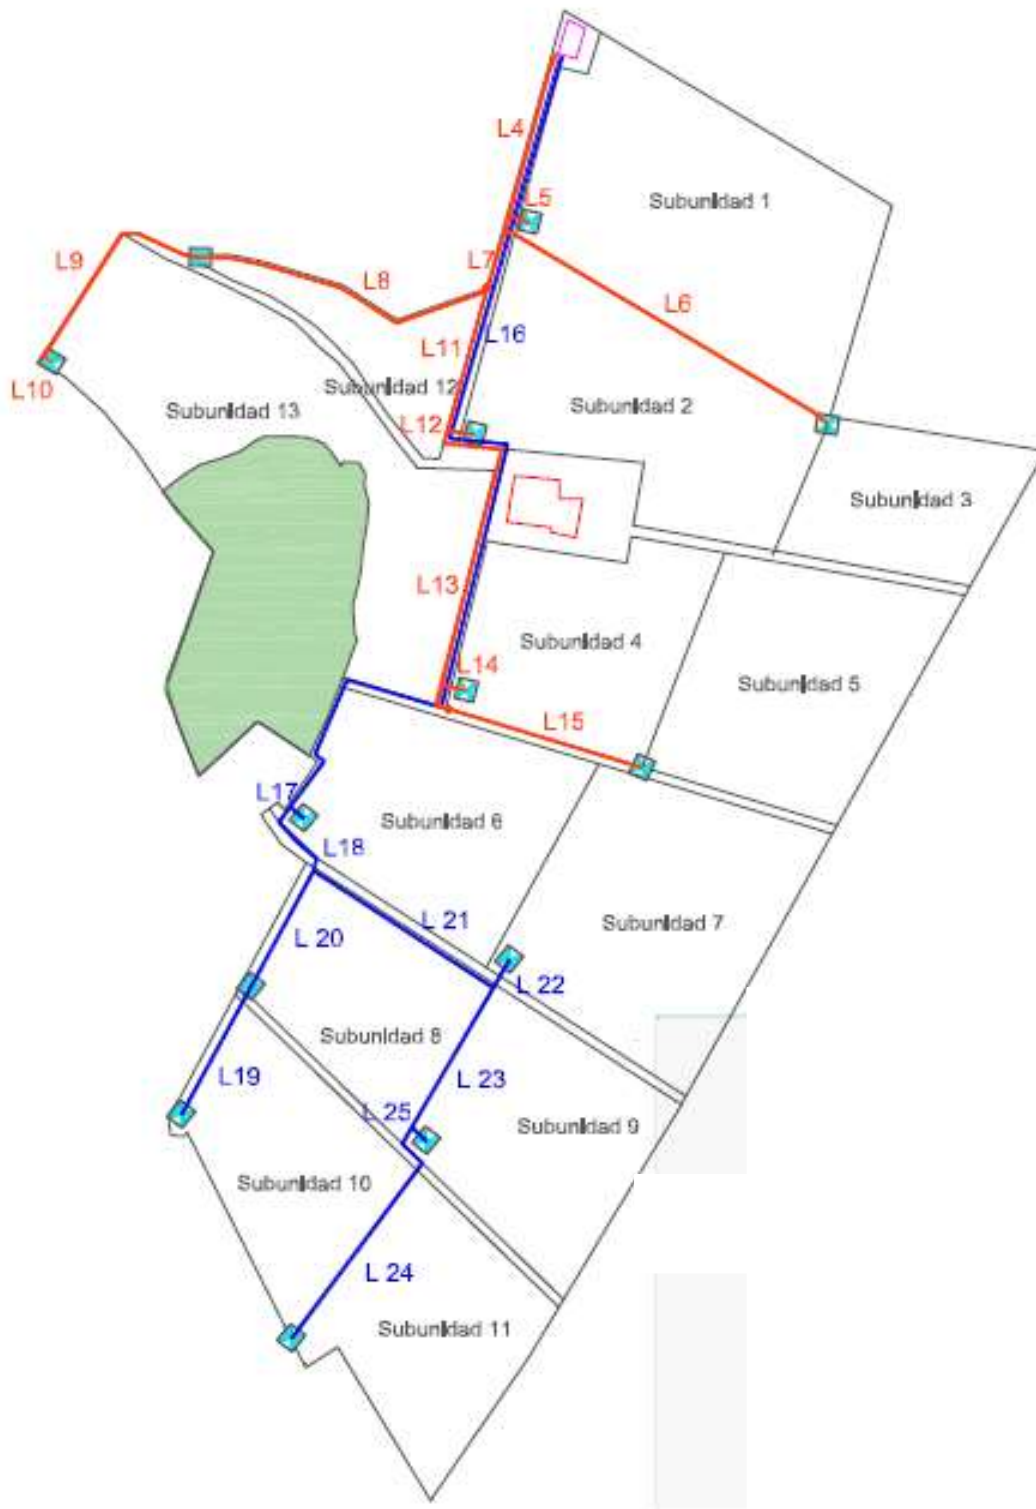 L4
L5
Subunidad 1
L9
L7
L8
L6
L16
L11
L10
Subunidad 12
Subunidad 13
Subunidad 2
L12
Subunidad 3
L13
Subunidad 4
L14
Subunidad 5
L15
L17
Subunidad 6
L18
L 21
Subunidad 7
L 20
L 22
Subunidad 8
L19
L 23
L 25
Subunidad 9
Subunidad 10
L 24
Subunidad 11